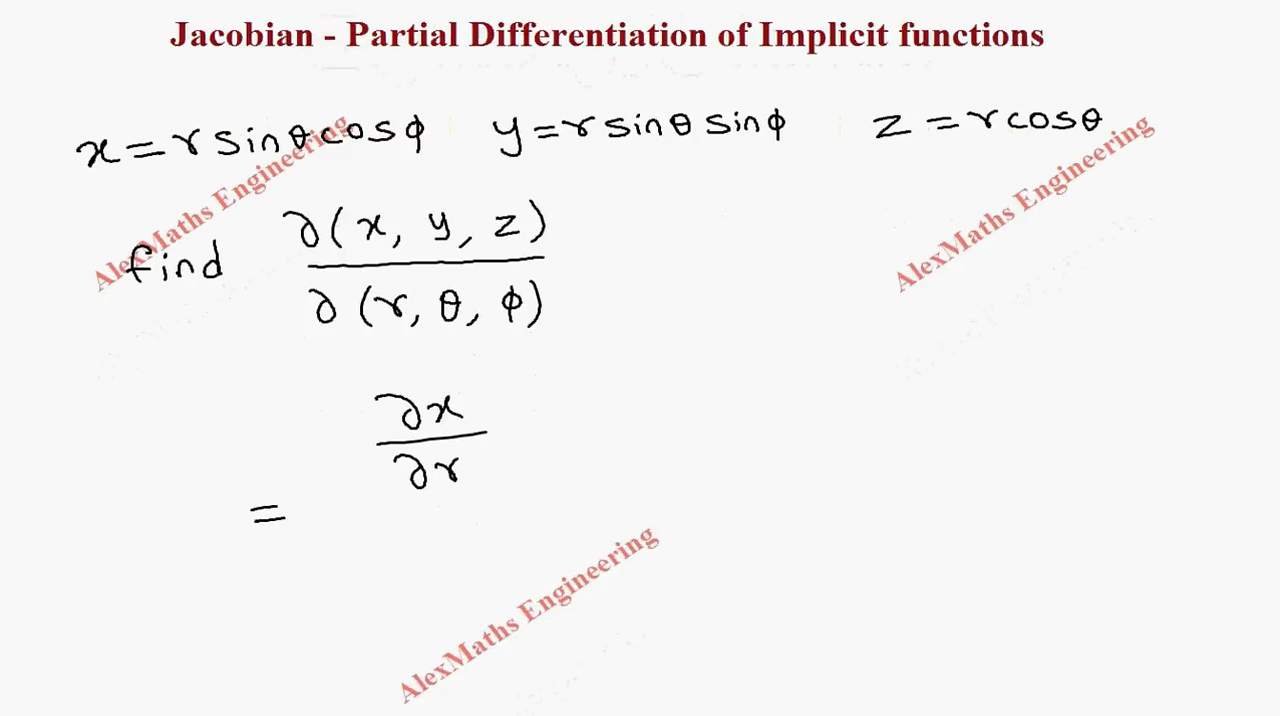 Jacobian - Partial Differentiation of Implicit functions
x = r sinθ cosϕ y = r sinθ sinϕ z = r cosθ
AlexMaths Engineering
AlexMaths Engineering
find ∂(x, y, z)
∂(r, θ, ϕ)
∂x
∂r
=
AlexMaths Engineering